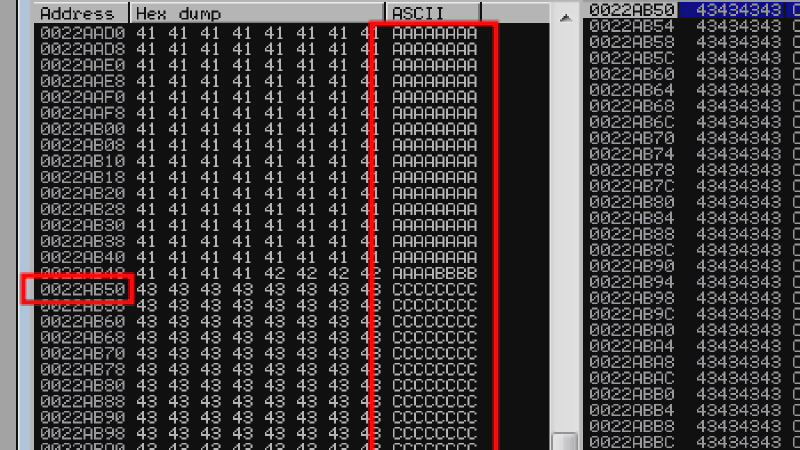 Address Hex dump ASCII
0022AAD0 41 41 41 41 41 41 41 41 AAAAAAAA
0022AAD8 41 41 41 41 41 41 41 41 AAAAAAAA
0022AAE0 41 41 41 41 41 41 41 41 AAAAAAAA
0022AAE8 41 41 41 41 41 41 41 41 AAAAAAAA
0022AAF0 41 41 41 41 41 41 41 41 AAAAAAAA
0022AAF8 41 41 41 41 41 41 41 41 AAAAAAAA
0022AB00 41 41 41 41 41 41 41 41 AAAAAAAA
0022AB08 41 41 41 41 41 41 41 41 AAAAAAAA
0022AB10 41 41 41 41 41 41 41 41 AAAAAAAA
0022AB18 41 41 41 41 41 41 41 41 AAAAAAAA
0022AB20 41 41 41 41 41 41 41 41 AAAAAAAA
0022AB28 41 41 41 41 41 41 41 41 AAAAAAAA
0022AB30 41 41 41 41 41 41 41 41 AAAAAAAA
0022AB38 41 41 41 41 41 41 41 41 AAAAAAAA
0022AB40 41 41 41 41 41 41 41 41 AAAAAAAA
0022AB48 41 41 41 41 42 42 42 42 AAAABBBB
0022AB50 43 43 43 43 43 43 43 43 CCCCCCCC
0022AB58 43 43 43 43 43 43 43 43 CCCCCCCC
0022AB60 43 43 43 43 43 43 43 43 CCCCCCCC
0022AB68 43 43 43 43 43 43 43 43 CCCCCCCC
0022AB70 43 43 43 43 43 43 43 43 CCCCCCCC
0022AB78 43 43 43 43 43 43 43 43 CCCCCCCC
0022AB80 43 43 43 43 43 43 43 43 CCCCCCCC
0022AB88 43 43 43 43 43 43 43 43 CCCCCCCC
0022AB90 43 43 43 43 43 43 43 43 CCCCCCCC
0022AB98 43 43 43 43 43 43 43 43 CCCCCCCC
0022AB50 43434343
0022AB54 43434343
0022AB58 43434343
0022AB5C 43434343
0022AB60 43434343
0022AB64 43434343
0022AB68 43434343
0022AB6C 43434343
0022AB70 43434343
0022AB74 43434343
0022AB78 43434343
0022AB7C 43434343
0022AB80 43434343
0022AB84 43434343
0022AB88 43434343
0022AB8C 43434343
0022AB90 43434343
0022AB94 43434343
0022AB98 43434343
0022AB9C 43434343
0022ABA0 43434343
0022ABA4 43434343
0022ABA8 43434343
0022ABAC 43434343
0022ABB0 43434343
0022ABB4 43434343
0022ABB8 43434343
0022ABBC 43434343